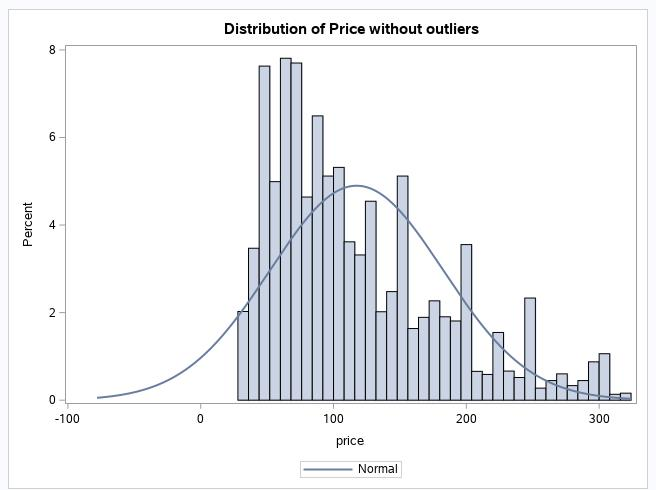 Distribution of Price without outliers
8
6
4
2
0
Percent
-100 0 100 200 300
price
Normal